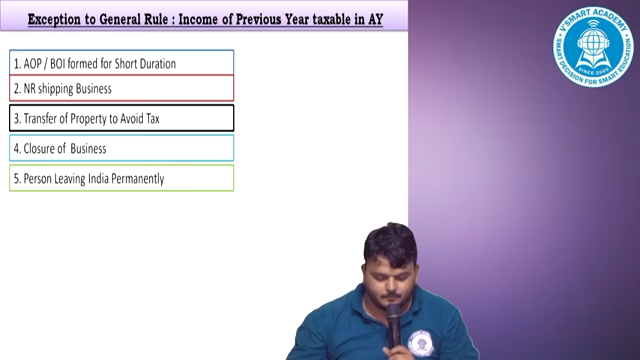 Exception to General Rule : Income of Previous Year taxable in AY
1. AOP / BOI formed for Short Duration
2. NR shipping Business
3. Transfer of Property to Avoid Tax
4. Closure of  Business
5. Person Leaving India Permanently
V'SMART ACADEMY
SINCE-2005
SMART DECISION FOR SMART EDUCATION